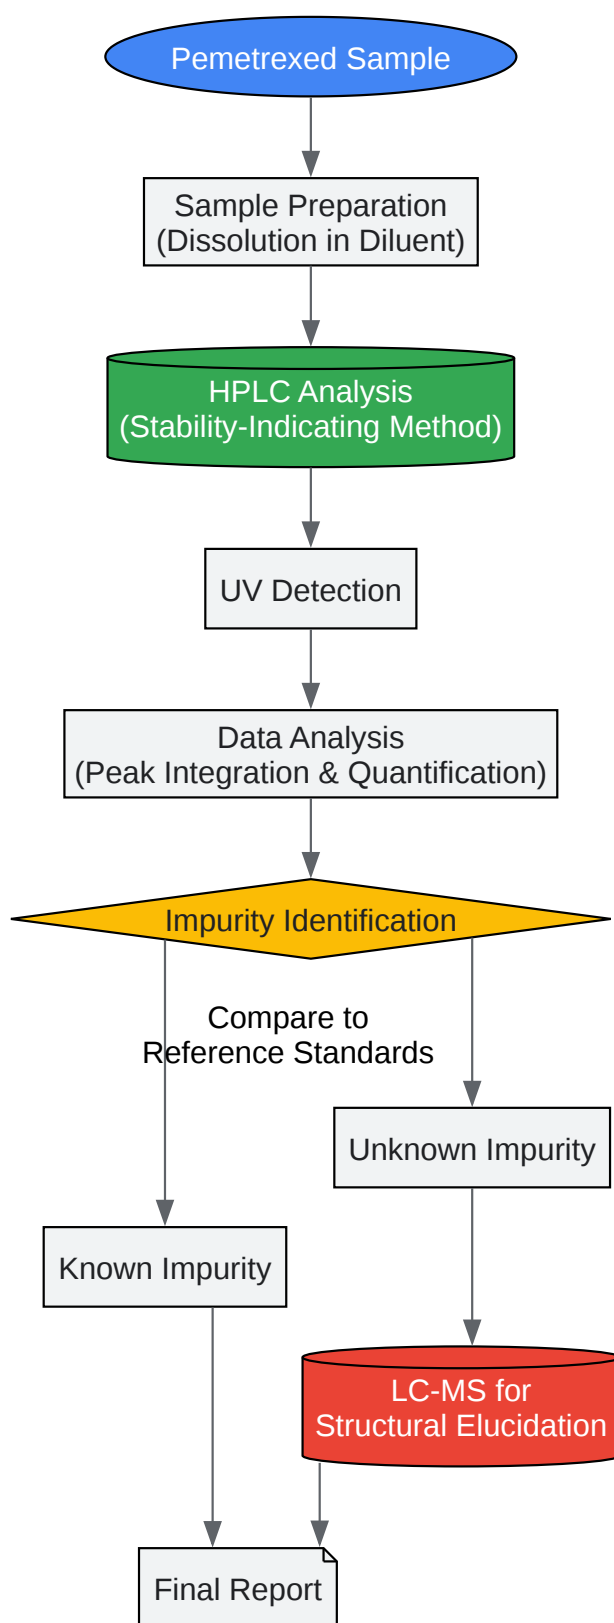 Pemetrexed Sample
Sample Preparation
(Dissolution in Diluent)
HPLC Analysis
(Stability-Indicating Method)
UV Detection
Data Analysis
(Peak Integration & Quantification)
Impurity Identification
Compare to
Reference Standards
Unknown Impurity
Known Impurity
LC-MS for
Structural Elucidation
Final Report